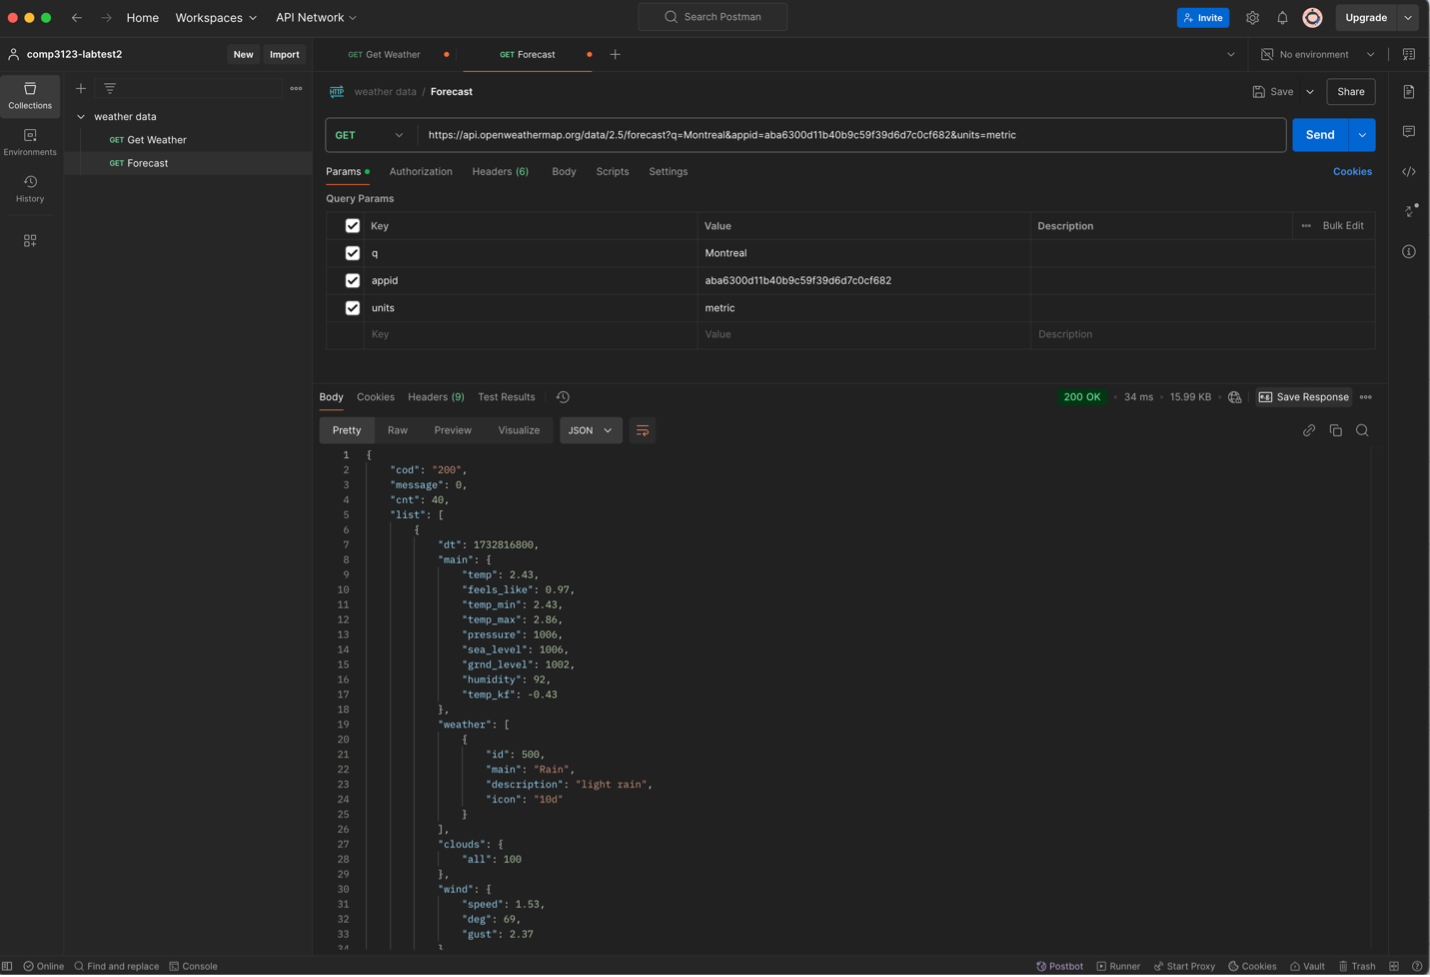 Home Workspaces API Network Search Postman Invite Upgrade
comp3123-labtest2 New Import GET Get Weather GET Forecast No environment
Collections
Environments
History
weather data
GET Get Weather
GET Forecast
HTTP weather data / Forecast Save Share
GET https://api.openweathermap.org/data/2.5/forecast?q=Montreal&appid=aba6300d11b40b9c59f39d6d7c0cf682&units=metric Send
Params Authorization Headers (6) Body Scripts Settings Cookies
Query Params
Key Value Description Bulk Edit
q Montreal
appid aba6300d11b40b9c59f39d6d7c0cf682
units metric
Key Value Description
Body Cookies Headers (9) Test Results 200 OK 34 ms 15.99 KB Save Response
Pretty Raw Preview Visualize JSON
1 {
2 "cod": "200",
3 "message": 0,
4 "cnt": 40,
5 "list": [
6 {
7 "dt": 1732816800,
8 "main": {
9 "temp": 2.43,
10 "feels_like": 0.97,
11 "temp_min": 2.43,
12 "temp_max": 2.86,
13 "pressure": 1006,
14 "sea_level": 1006,
15 "grnd_level": 1002,
16 "humidity": 92,
17 "temp_kf": -0.43
18 },
19 "weather": [
20 {
21 "id": 500,
22 "main": "Rain",
23 "description": "light rain",
24 "icon": "10d"
25 }
26 ],
27 "clouds": {
28 "all": 100
29 },
30 "wind": {
31 "speed": 1.53,
32 "deg": 69,
33 "gust": 2.37
34 }
Online Find and replace Console Postbot Runner Start Proxy Cookies Vault Trash